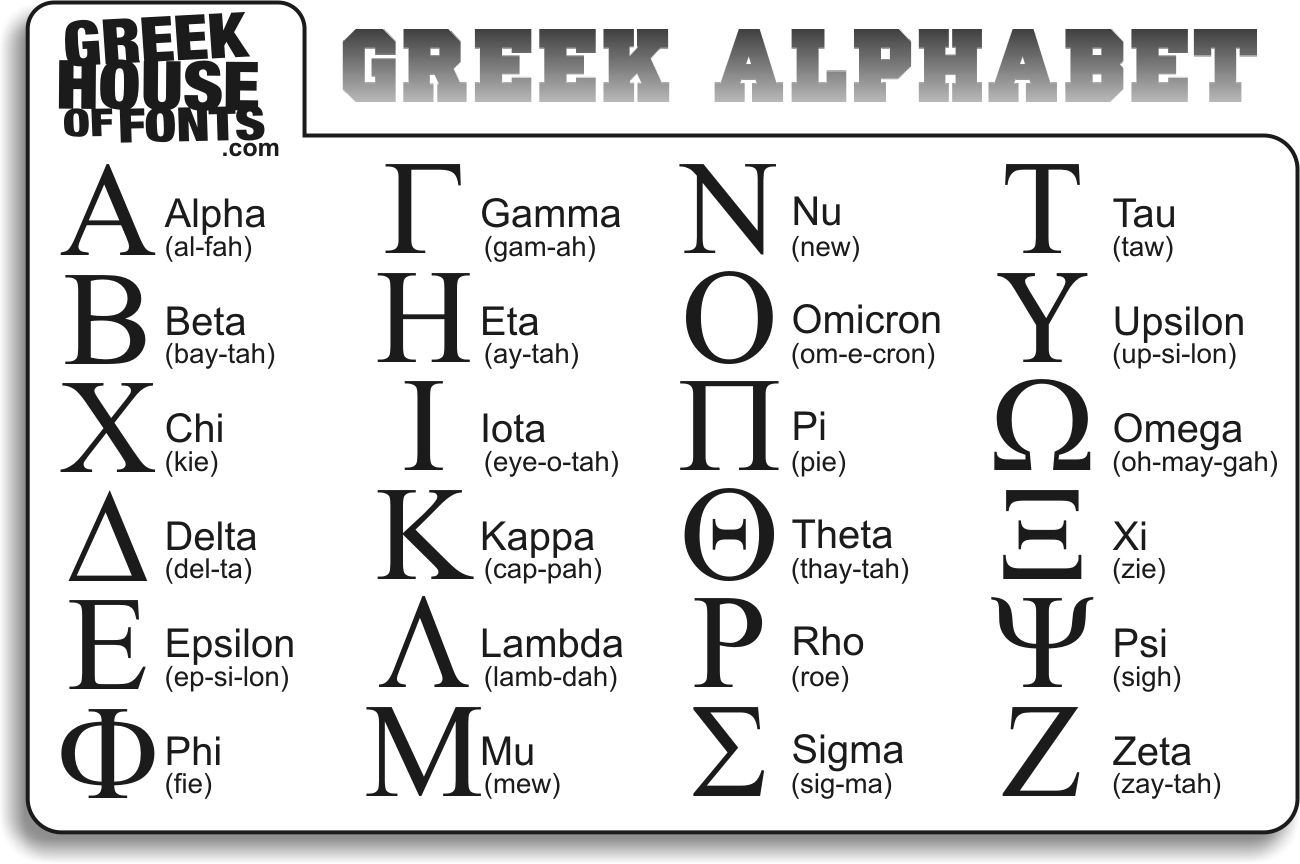 GREEK
HOUSE
OF FONTS
.com
GREEK ALPHABET
Α Alpha
(al-fah)
Β Beta
(bay-tah)
Χ Chi
(kie)
Δ Delta
(del-ta)
Ε Epsilon
(ep-si-lon)
Φ Phi
(fie)
Γ Gamma
(gam-ah)
Η Eta
(ay-tah)
Ι Iota
(eye-o-tah)
Κ Kappa
(cap-pah)
Λ Lambda
(lamb-dah)
Μ Mu
(mew)
Ν Nu
(new)
Ο Omicron
(om-e-cron)
Π Pi
(pie)
Θ Theta
(thay-tah)
Ρ Rho
(roe)
Σ Sigma
(sig-ma)
Τ Tau
(taw)
Υ Upsilon
(up-si-lon)
Ω Omega
(oh-may-gah)
Ξ Xi
(zie)
Ψ Psi
(sigh)
Ζ Zeta
(zay-tah)